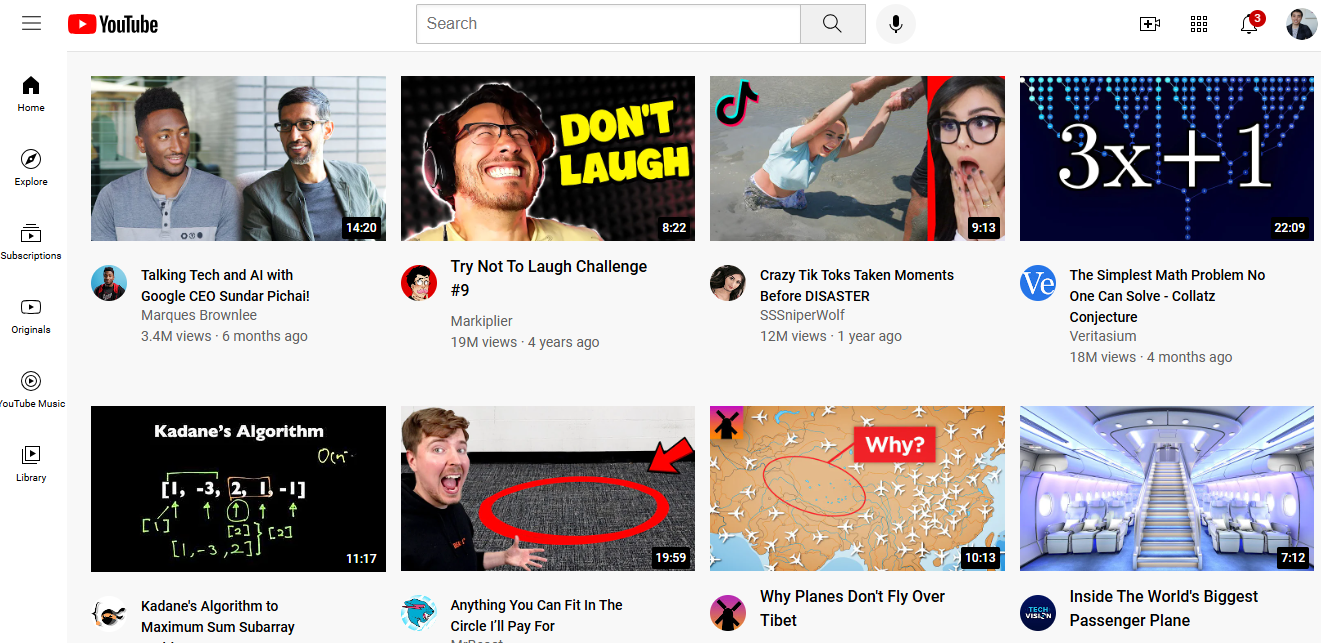 YouTube
Search
3
Home
Explore
Subscriptions
Originals
YouTube Music
Library
DON'T
LAUGH
3x+1
14:20
8:22
9:13
22:09
Talking Tech and AI with
Google CEO Sundar Pichai!
Marques Brownlee
3.4M views · 6 months ago
Try Not To Laugh Challenge
#9
Markiplier
19M views · 4 years ago
Crazy Tik Toks Taken Moments
Before DISASTER
SSSniperWolf
12M views · 1 year ago
Ve
The Simplest Math Problem No
One Can Solve - Collatz
Conjecture
Veritasium
18M views · 4 months ago
Kadane's Algorithm
[1, -3, 2, 1, -1]
[1]
[2]
[2]
[1,-3,2]
11:17
19:59
Why?
10:13
7:12
Kadane's Algorithm to
Maximum Sum Subarray
Anything You Can Fit In The
Circle I'll Pay For
MrBeast
Why Planes Don't Fly Over
Tibet
TECH
VISION
Inside The World's Biggest
Passenger Plane